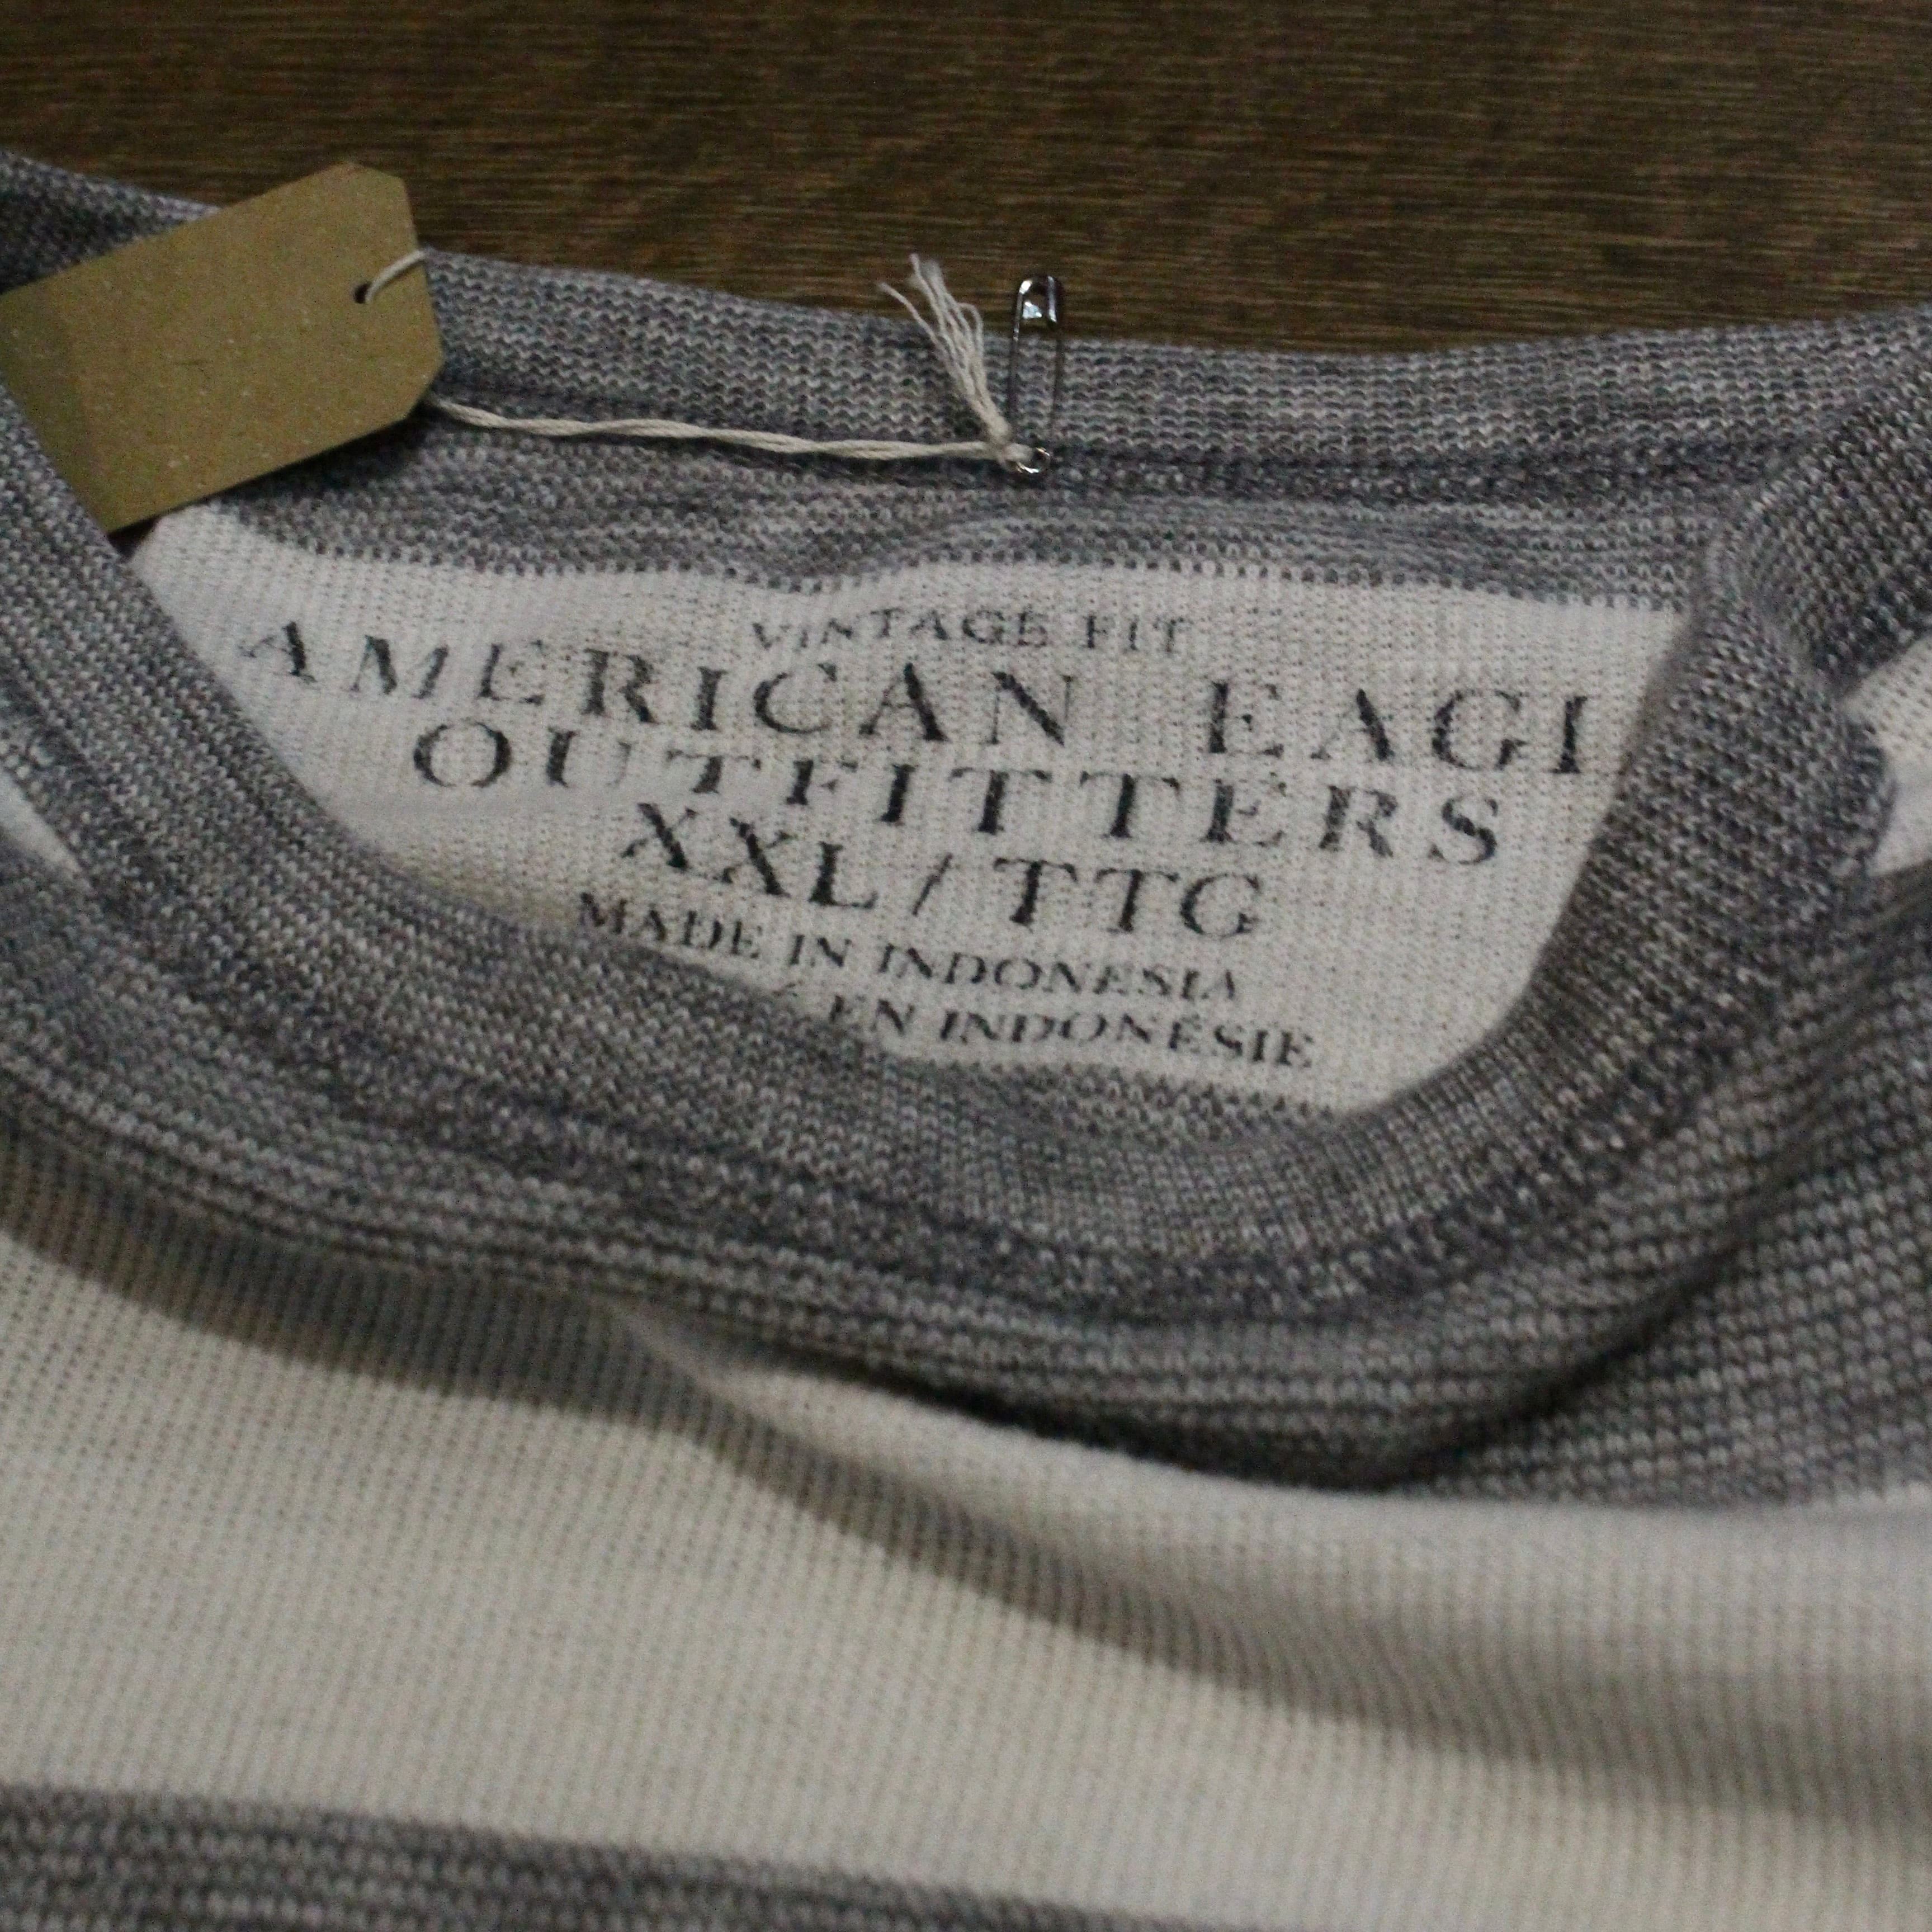 VINTAGE FIT
AMERICAN EAGL
OUTFITTERS
XXL / TTG
MADE IN INDONESIA
EN INDONÉSIE